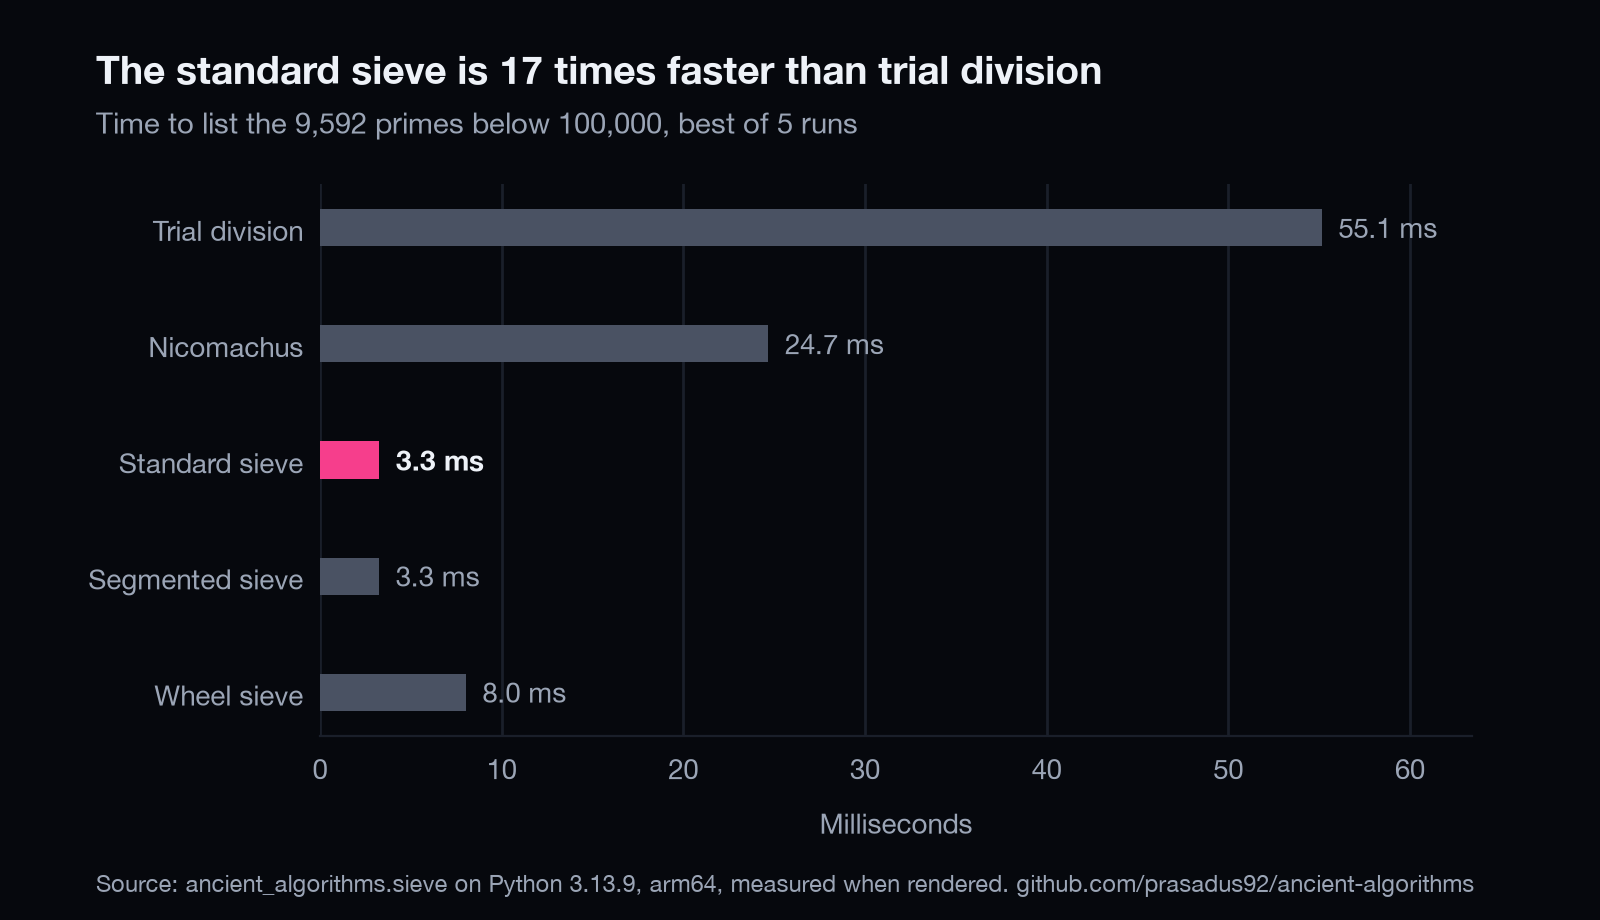 The standard sieve is 17 times faster than trial division
Time to list the 9,592 primes below 100,000, best of 5 runs
Trial division 55.1 ms
Nicomachus 24.7 ms
Standard sieve 3.3 ms
Segmented sieve 3.3 ms
Wheel sieve 8.0 ms
0 10 20 30 40 50 60
Milliseconds
Source: ancient_algorithms.sieve on Python 3.13.9, arm64, measured when rendered. github.com/prasadus92/ancient-algorithms